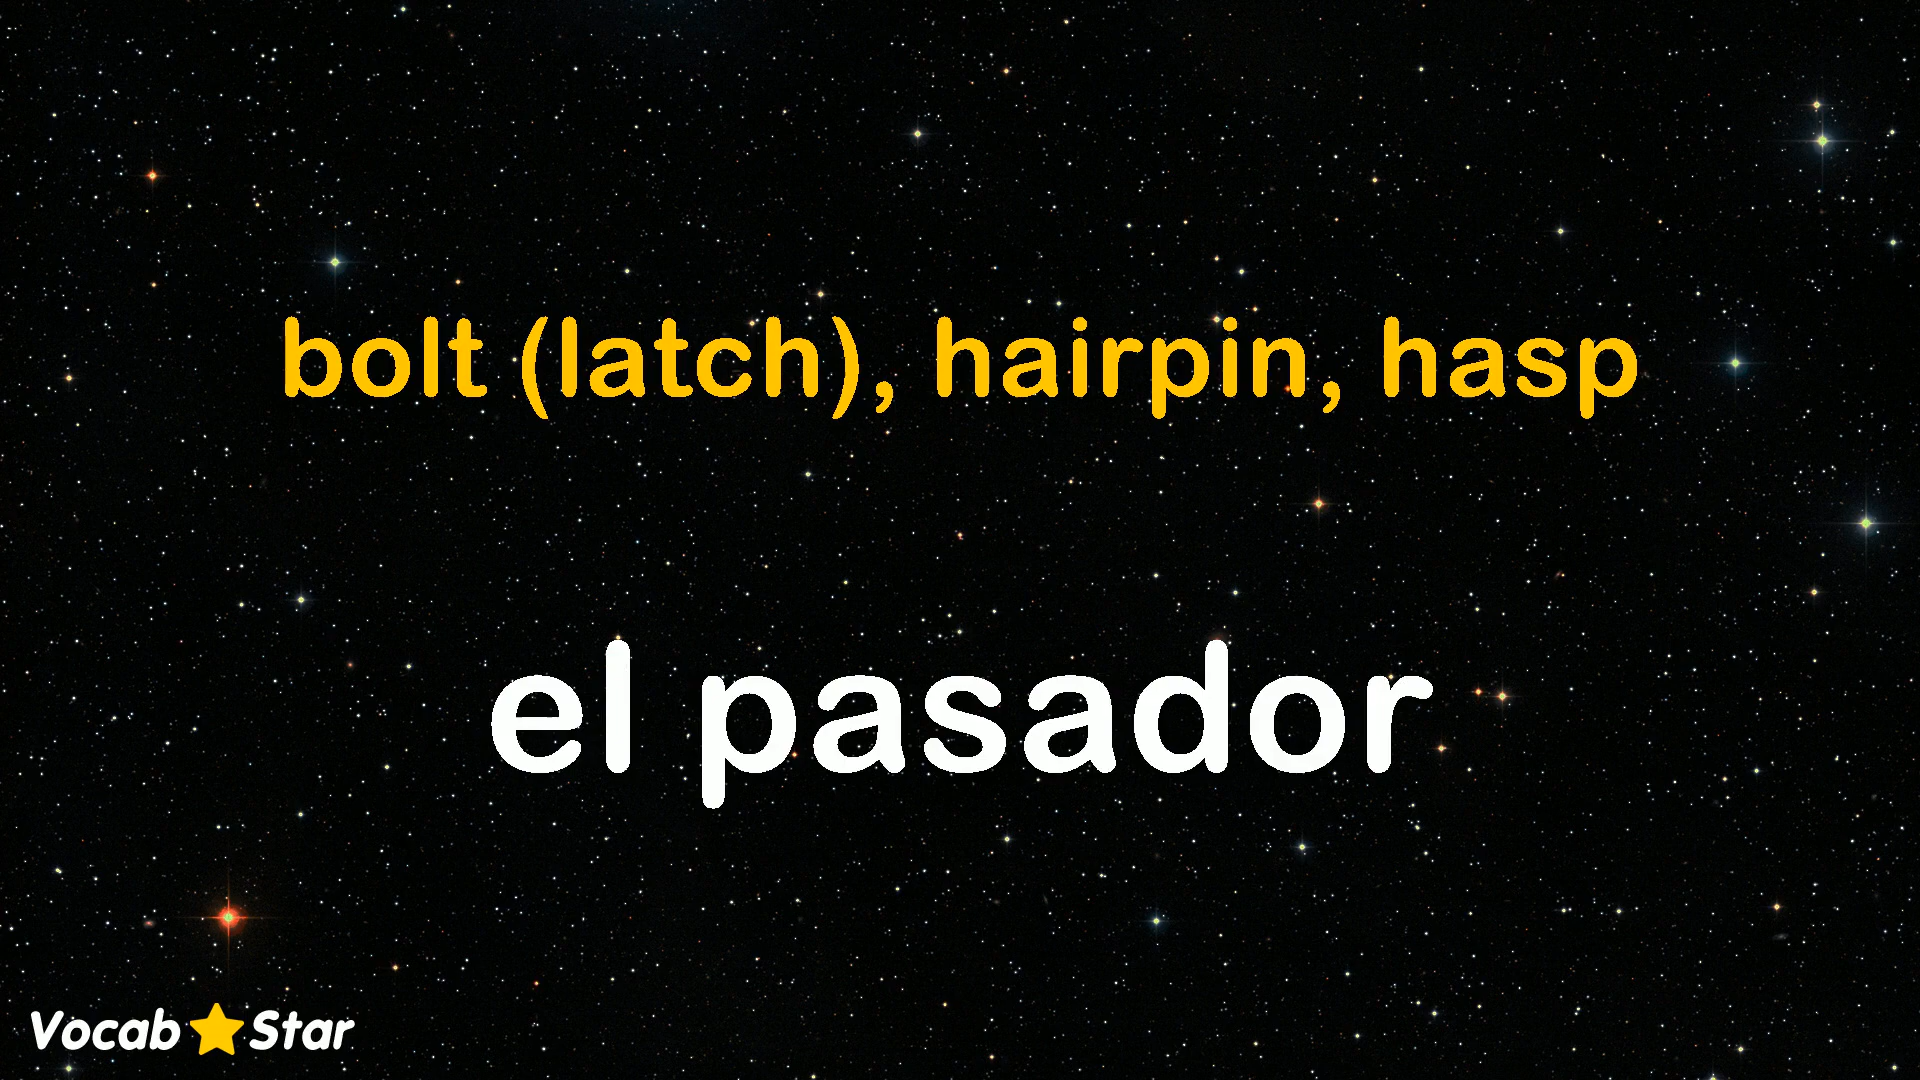 bolt (latch), hairpin, hasp
el pasador
Vocab Star